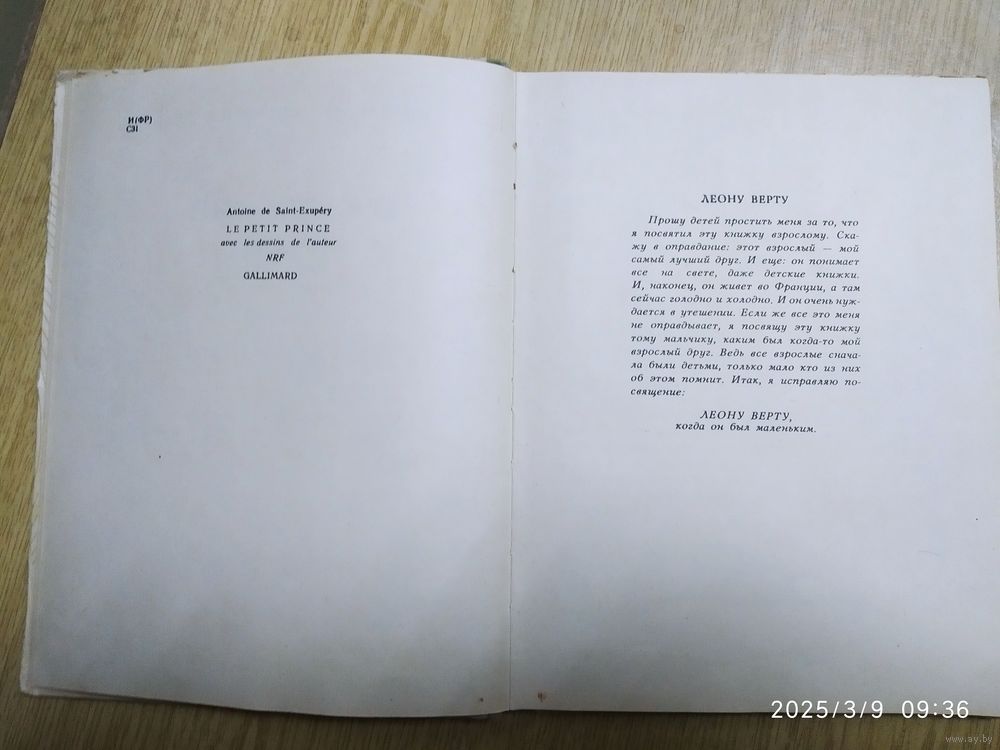 И(ФР)
С31
Antoine de Saint-Exupéry
LE PETIT PRINCE
avec les dessins de l'auteur
NRF
GALLIMARD
ЛЕОНУ ВЕРТУ
Прошу детей простить меня за то, что
я посвятил эту книжку взрослому. Ска-
жу в оправдание: этот взрослый — мой
самый лучший друг. И еще: он понимает
все на свете, даже детские книжки.
И, наконец, он живет во Франции, а там
сейчас голодно и холодно. И он очень нуж-
дается в утешении. Если же все это меня
не оправдывает, я посвящу эту книжку
тому мальчику, каким был когда-то мой
взрослый друг. Ведь все взрослые снача-
ла были детьми, только мало кто из них
об этом помнит. Итак, я исправляю по-
священие:
ЛЕОНУ ВЕРТУ,
когда он был маленьким.
2025/3/9 09:36
www.ay.by